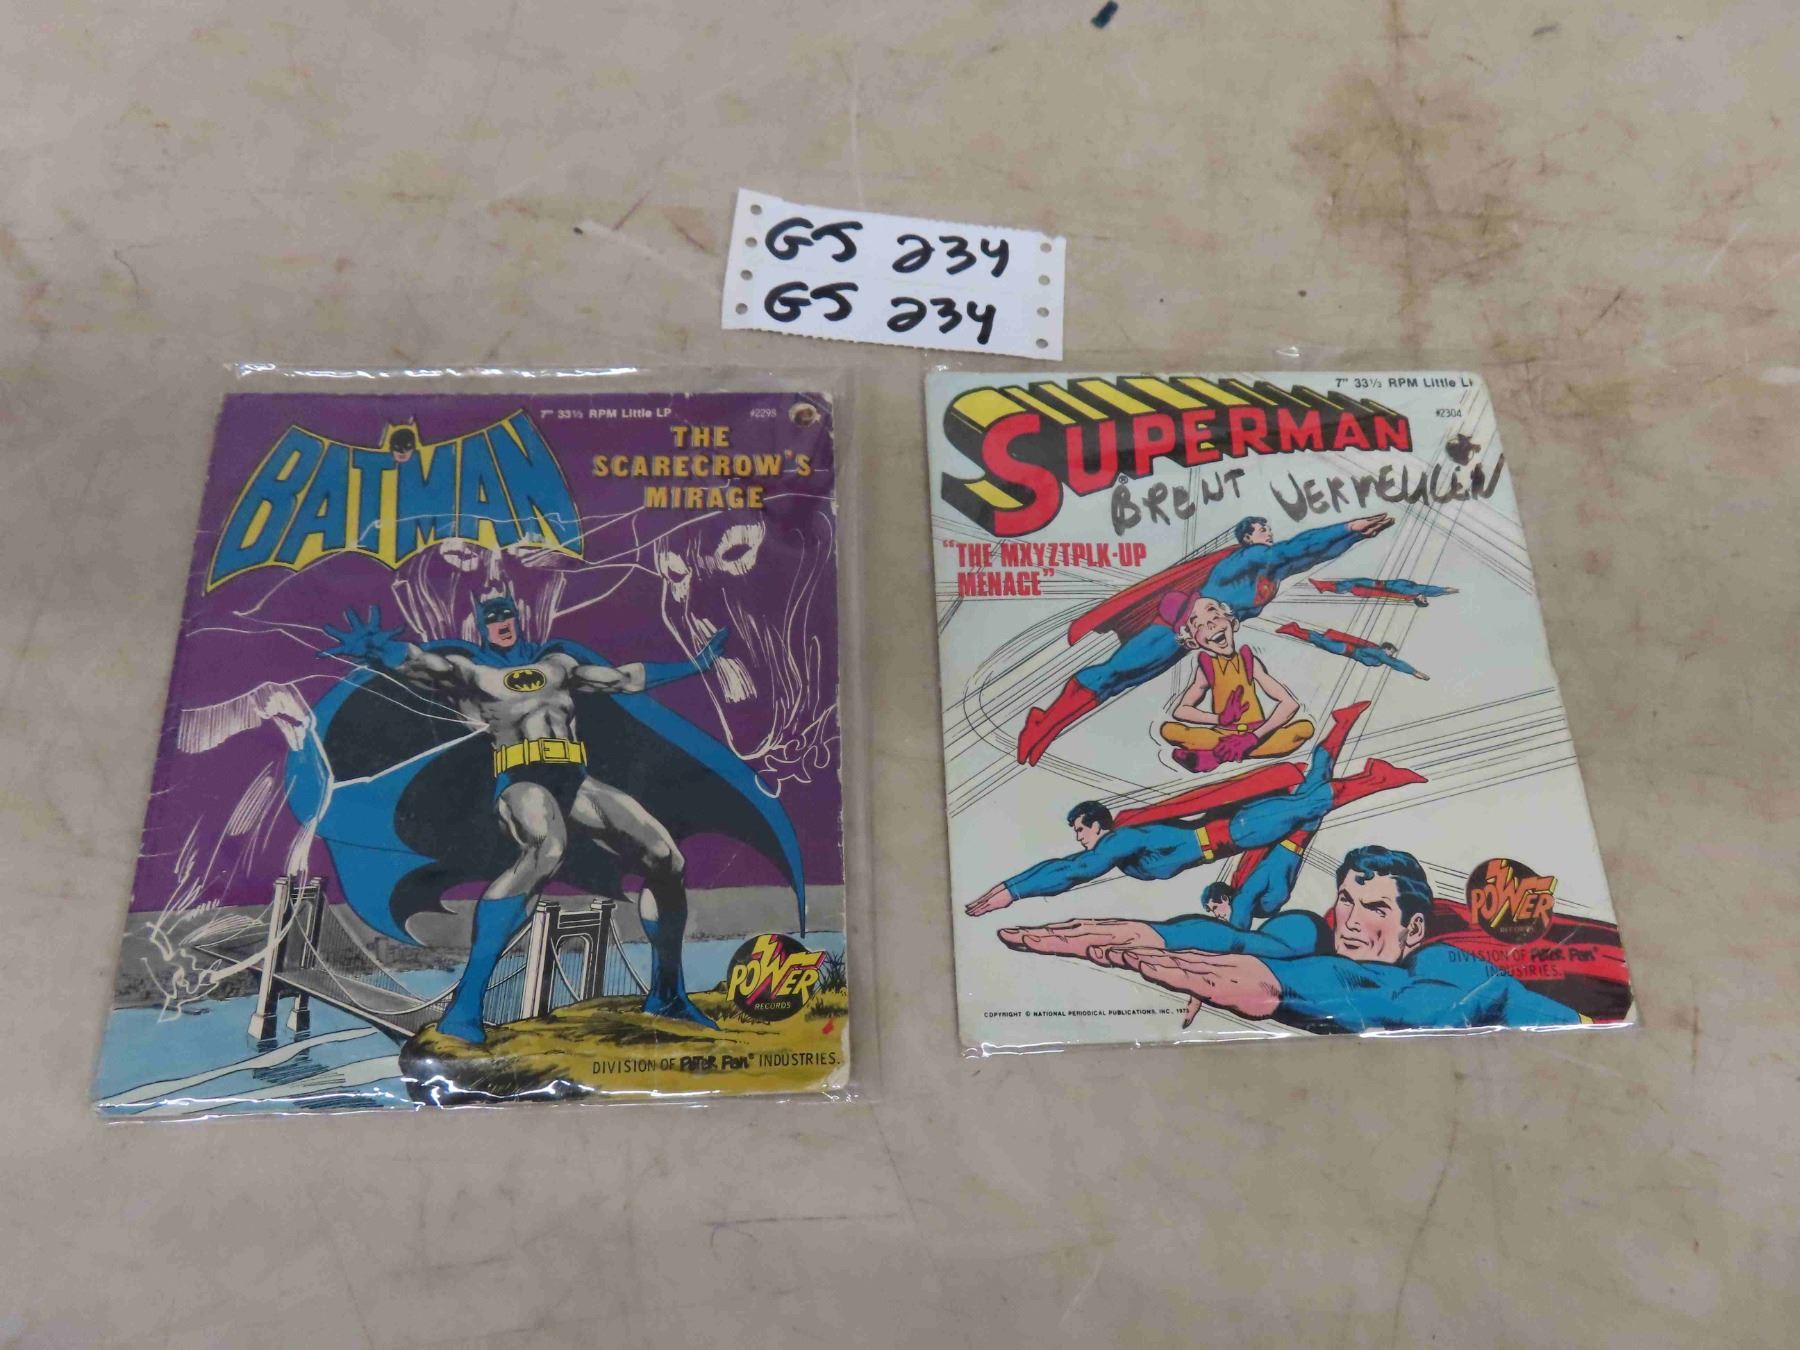 GJ 234
GJ 234
BATMAN
7" 33⅓ RPM Little LP
#2298
THE
SCARECROW'S
MIRAGE
POWER
RECORDS
DIVISION OF Peter Pan® INDUSTRIES.
7" 33⅓ RPM Little L
#2304
SUPERMAN®
BRENT VERMEULEN
"THE MXYZTPLK-UP
MENACE"
POWER
RECORDS
DIVISION OF Peter Pan®
INDUSTRIES.
COPYRIGHT © NATIONAL PERIODICAL PUBLICATIONS, INC.,